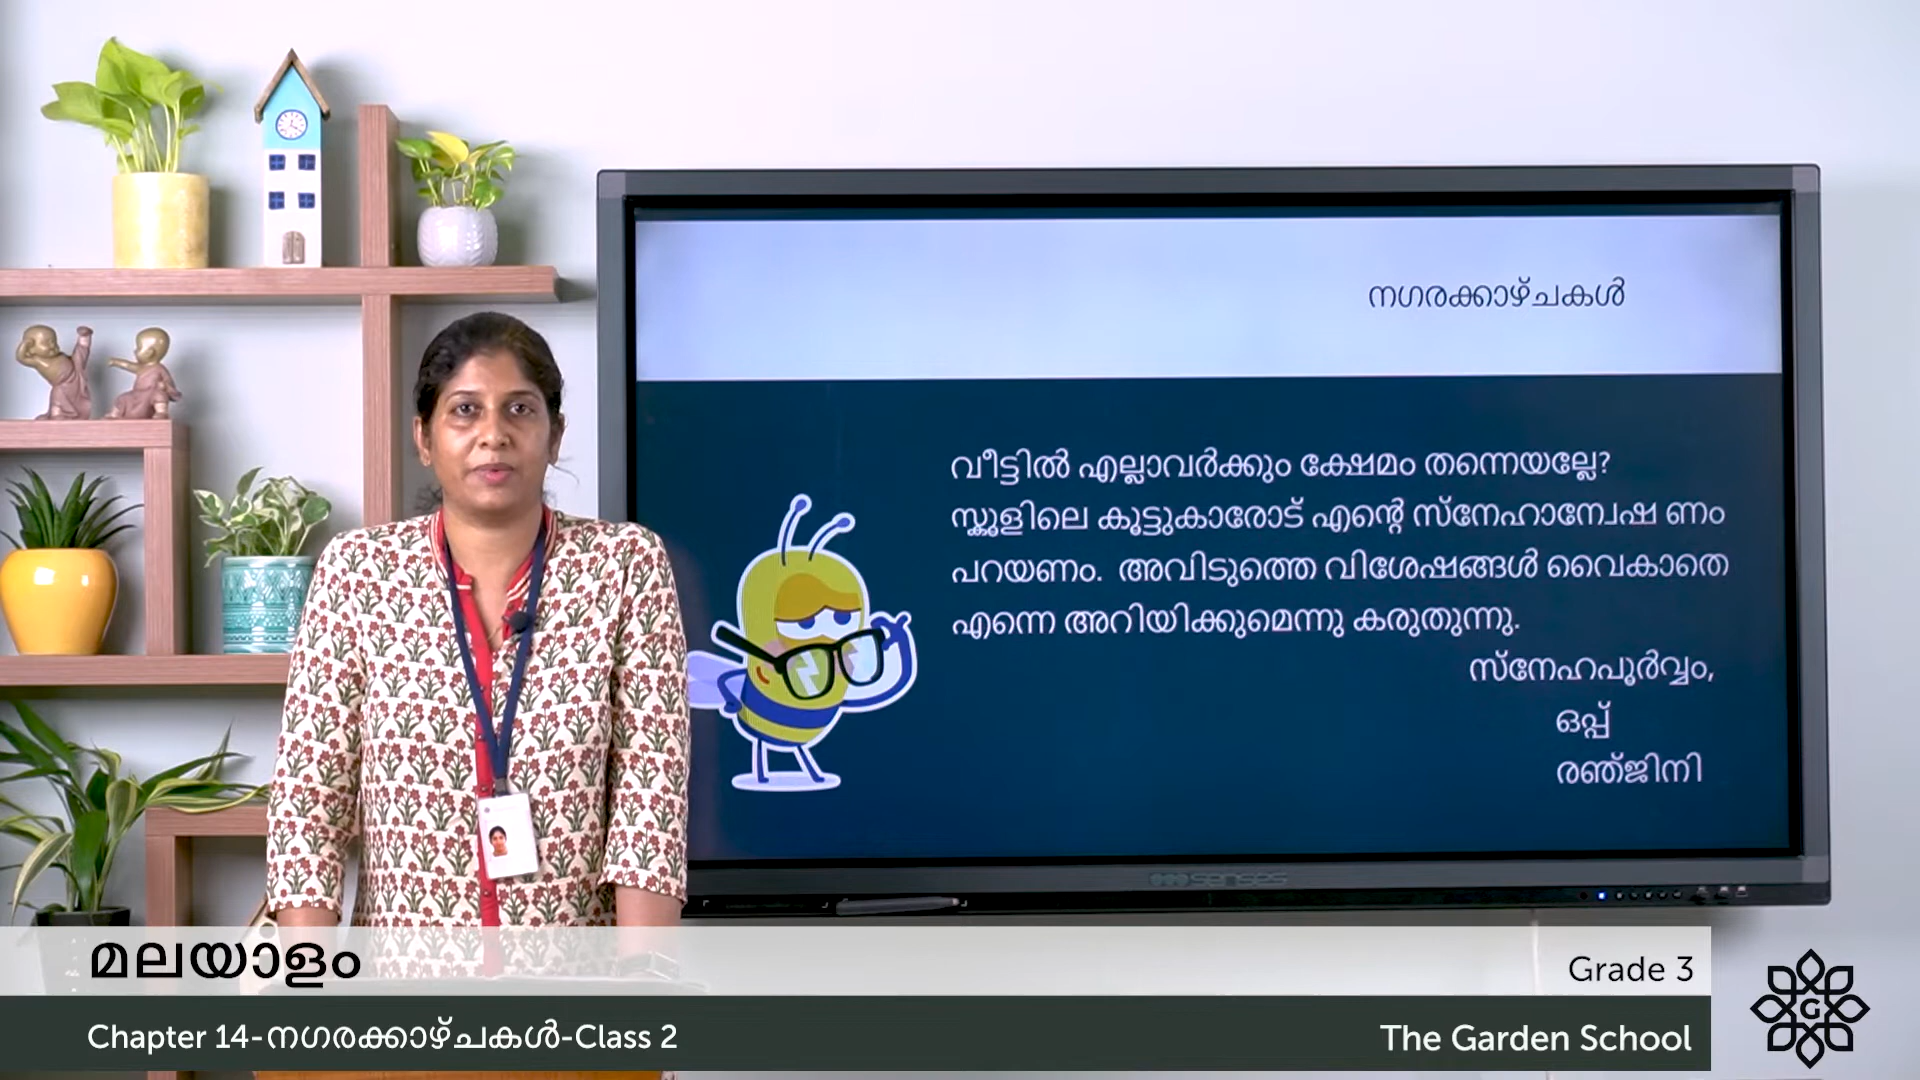 നഗരക്കാഴ്ചകൾ
വീട്ടിൽ എല്ലാവർക്കും ക്ഷേമം തന്നെയല്ലേ?
സ്കൂളിലെ കൂട്ടുകാരോട് എന്റെ സ്നേഹാന്വേഷ ണം
പറയണം. അവിടുത്തെ വിശേഷങ്ങൾ വൈകാതെ
എന്നെ അറിയിക്കുമെന്നു കരുതുന്നു.
സ്നേഹപൂർവ്വം,
ഒപ്പ്
രഞ്ജിനി
senses
മലയാളം
Grade 3
Chapter 14-നഗരക്കാഴ്ചകൾ-Class 2
The Garden School
G